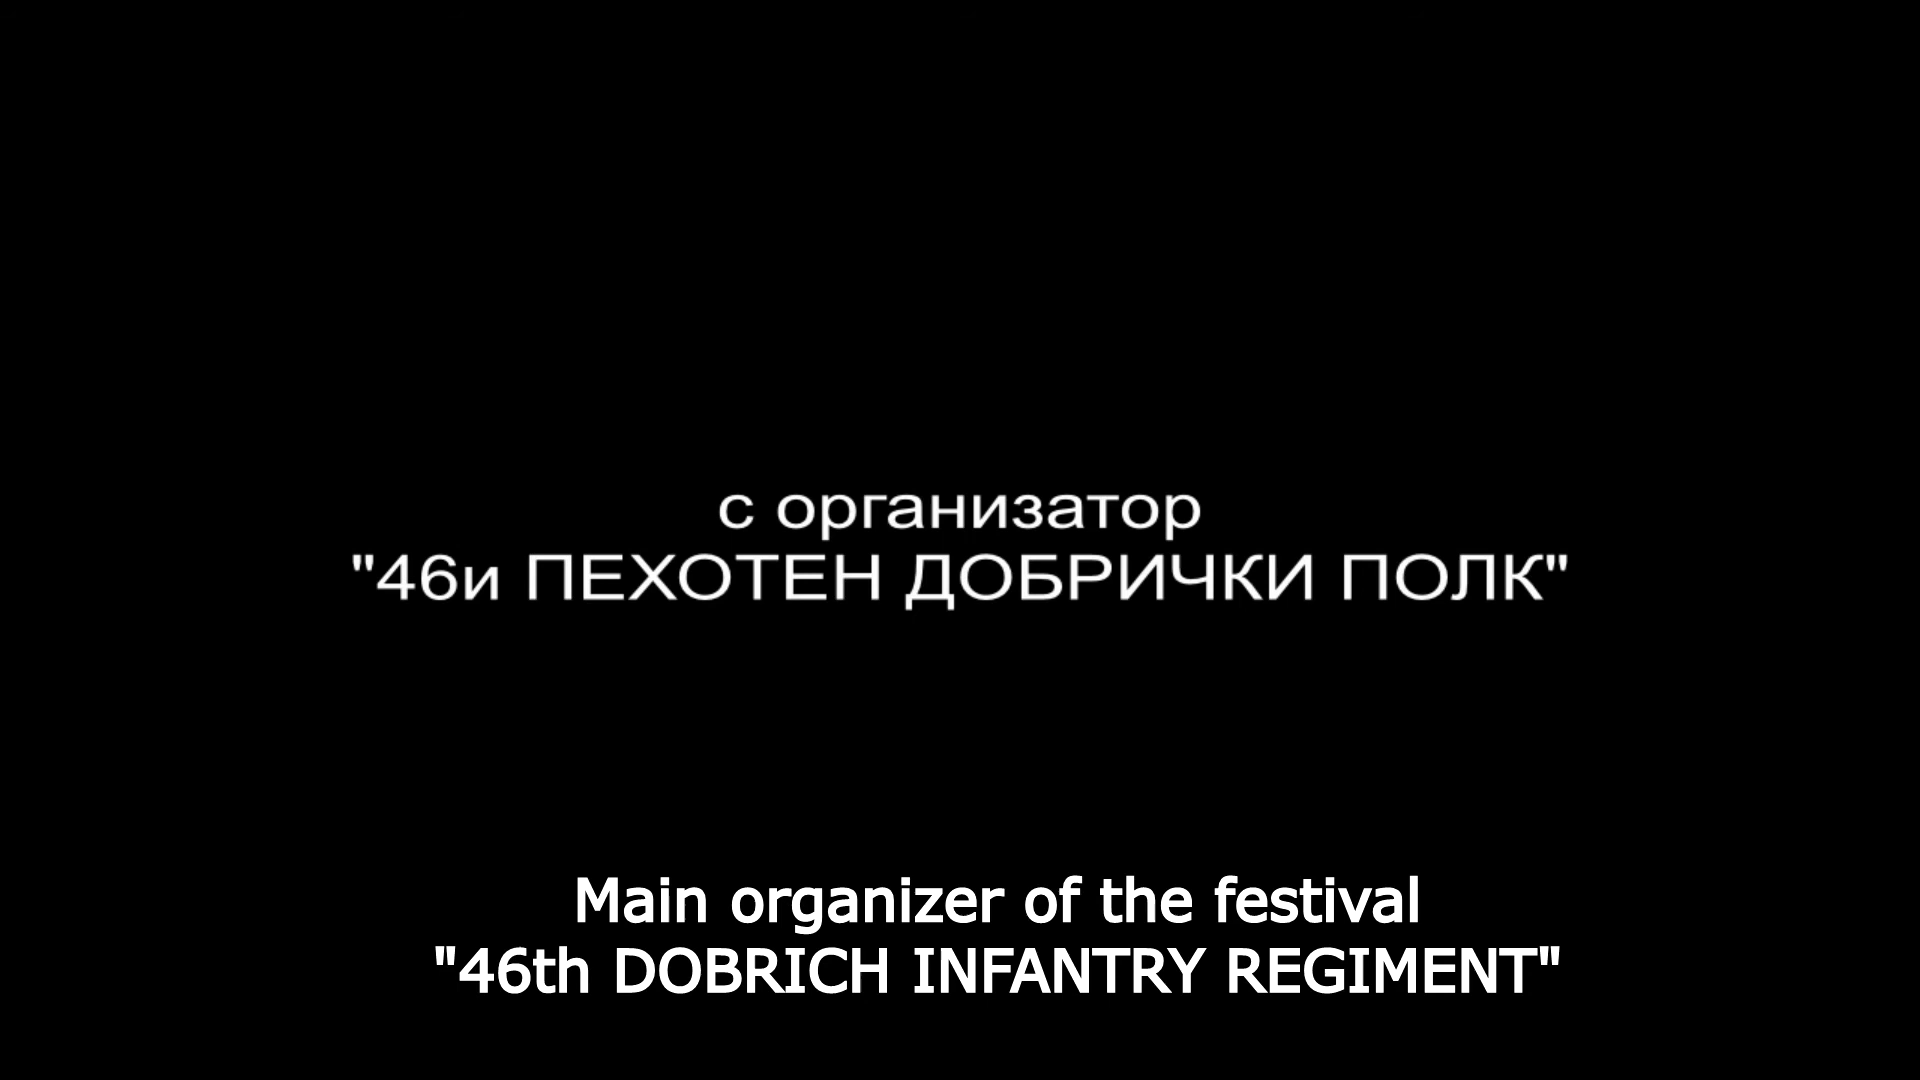 с организатор
"46и ПЕХОТЕН ДОБРИЧКИ ПОЛК"
Main organizer of the festival
"46th DOBRICH INFANTRY REGIMENT"